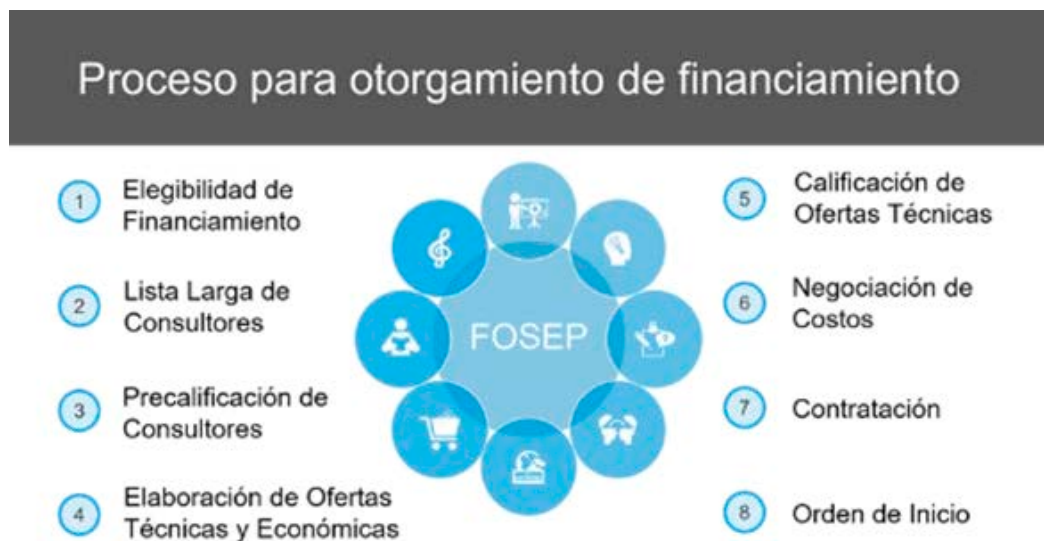 Proceso para otorgamiento de financiamiento
1
Elegibilidad de
Financiamiento
2
Lista Larga de
Consultores
3
Precalificación de
Consultores
4
Elaboración de Ofertas
Técnicas y Económicas
FOSEP
5
Calificación de
Ofertas Técnicas
6
Negociación de
Costos
7
Contratación
8
Orden de Inicio